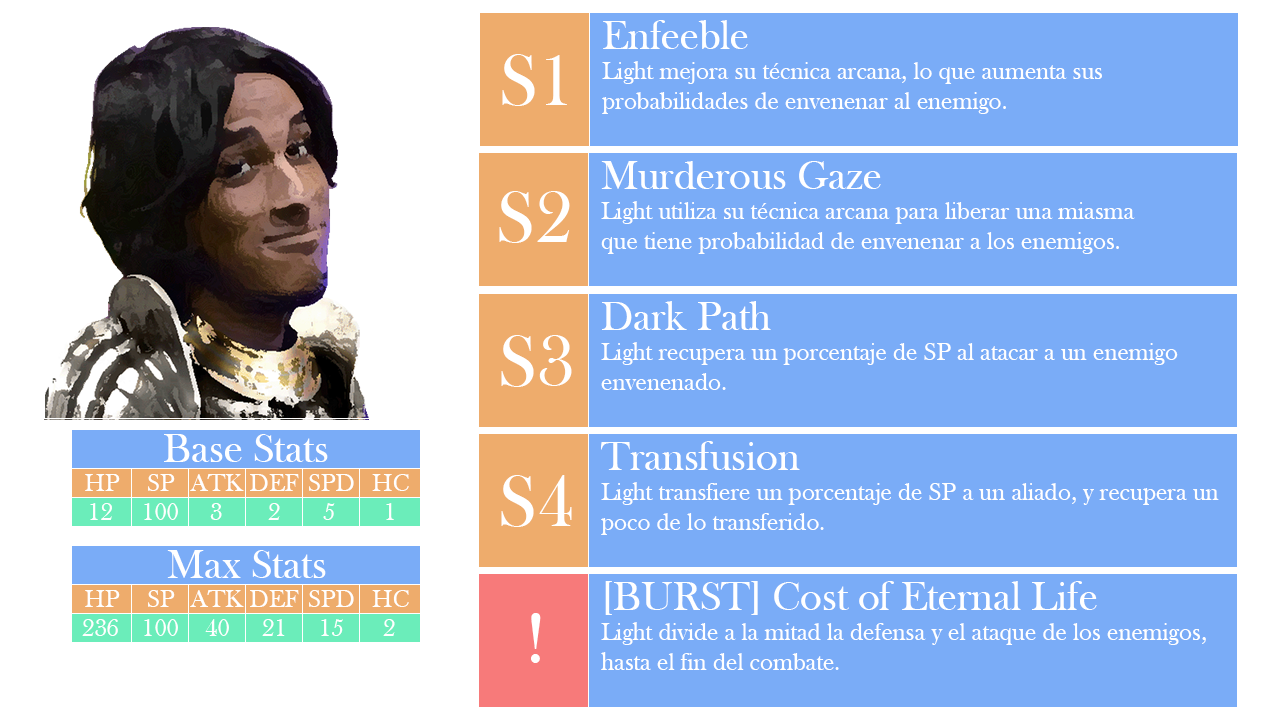 Base Stats
HP SP ATK DEF SPD HC
12 100 3 2 5 1
Max Stats
HP SP ATK DEF SPD HC
236 100 40 21 15 2
S1
Enfeeble
Light mejora su técnica arcana, lo que aumenta sus
probabilidades de envenenar al enemigo.
S2
Murderous Gaze
Light utiliza su técnica arcana para liberar una miasma
que tiene probabilidad de envenenar a los enemigos.
S3
Dark Path
Light recupera un porcentaje de SP al atacar a un enemigo
envenenado.
S4
Transfusion
Light transfiere un porcentaje de SP a un aliado, y recupera un
poco de lo transferido.
!
[BURST] Cost of Eternal Life
Light divide a la mitad la defensa y el ataque de los enemigos,
hasta el fin del combate.